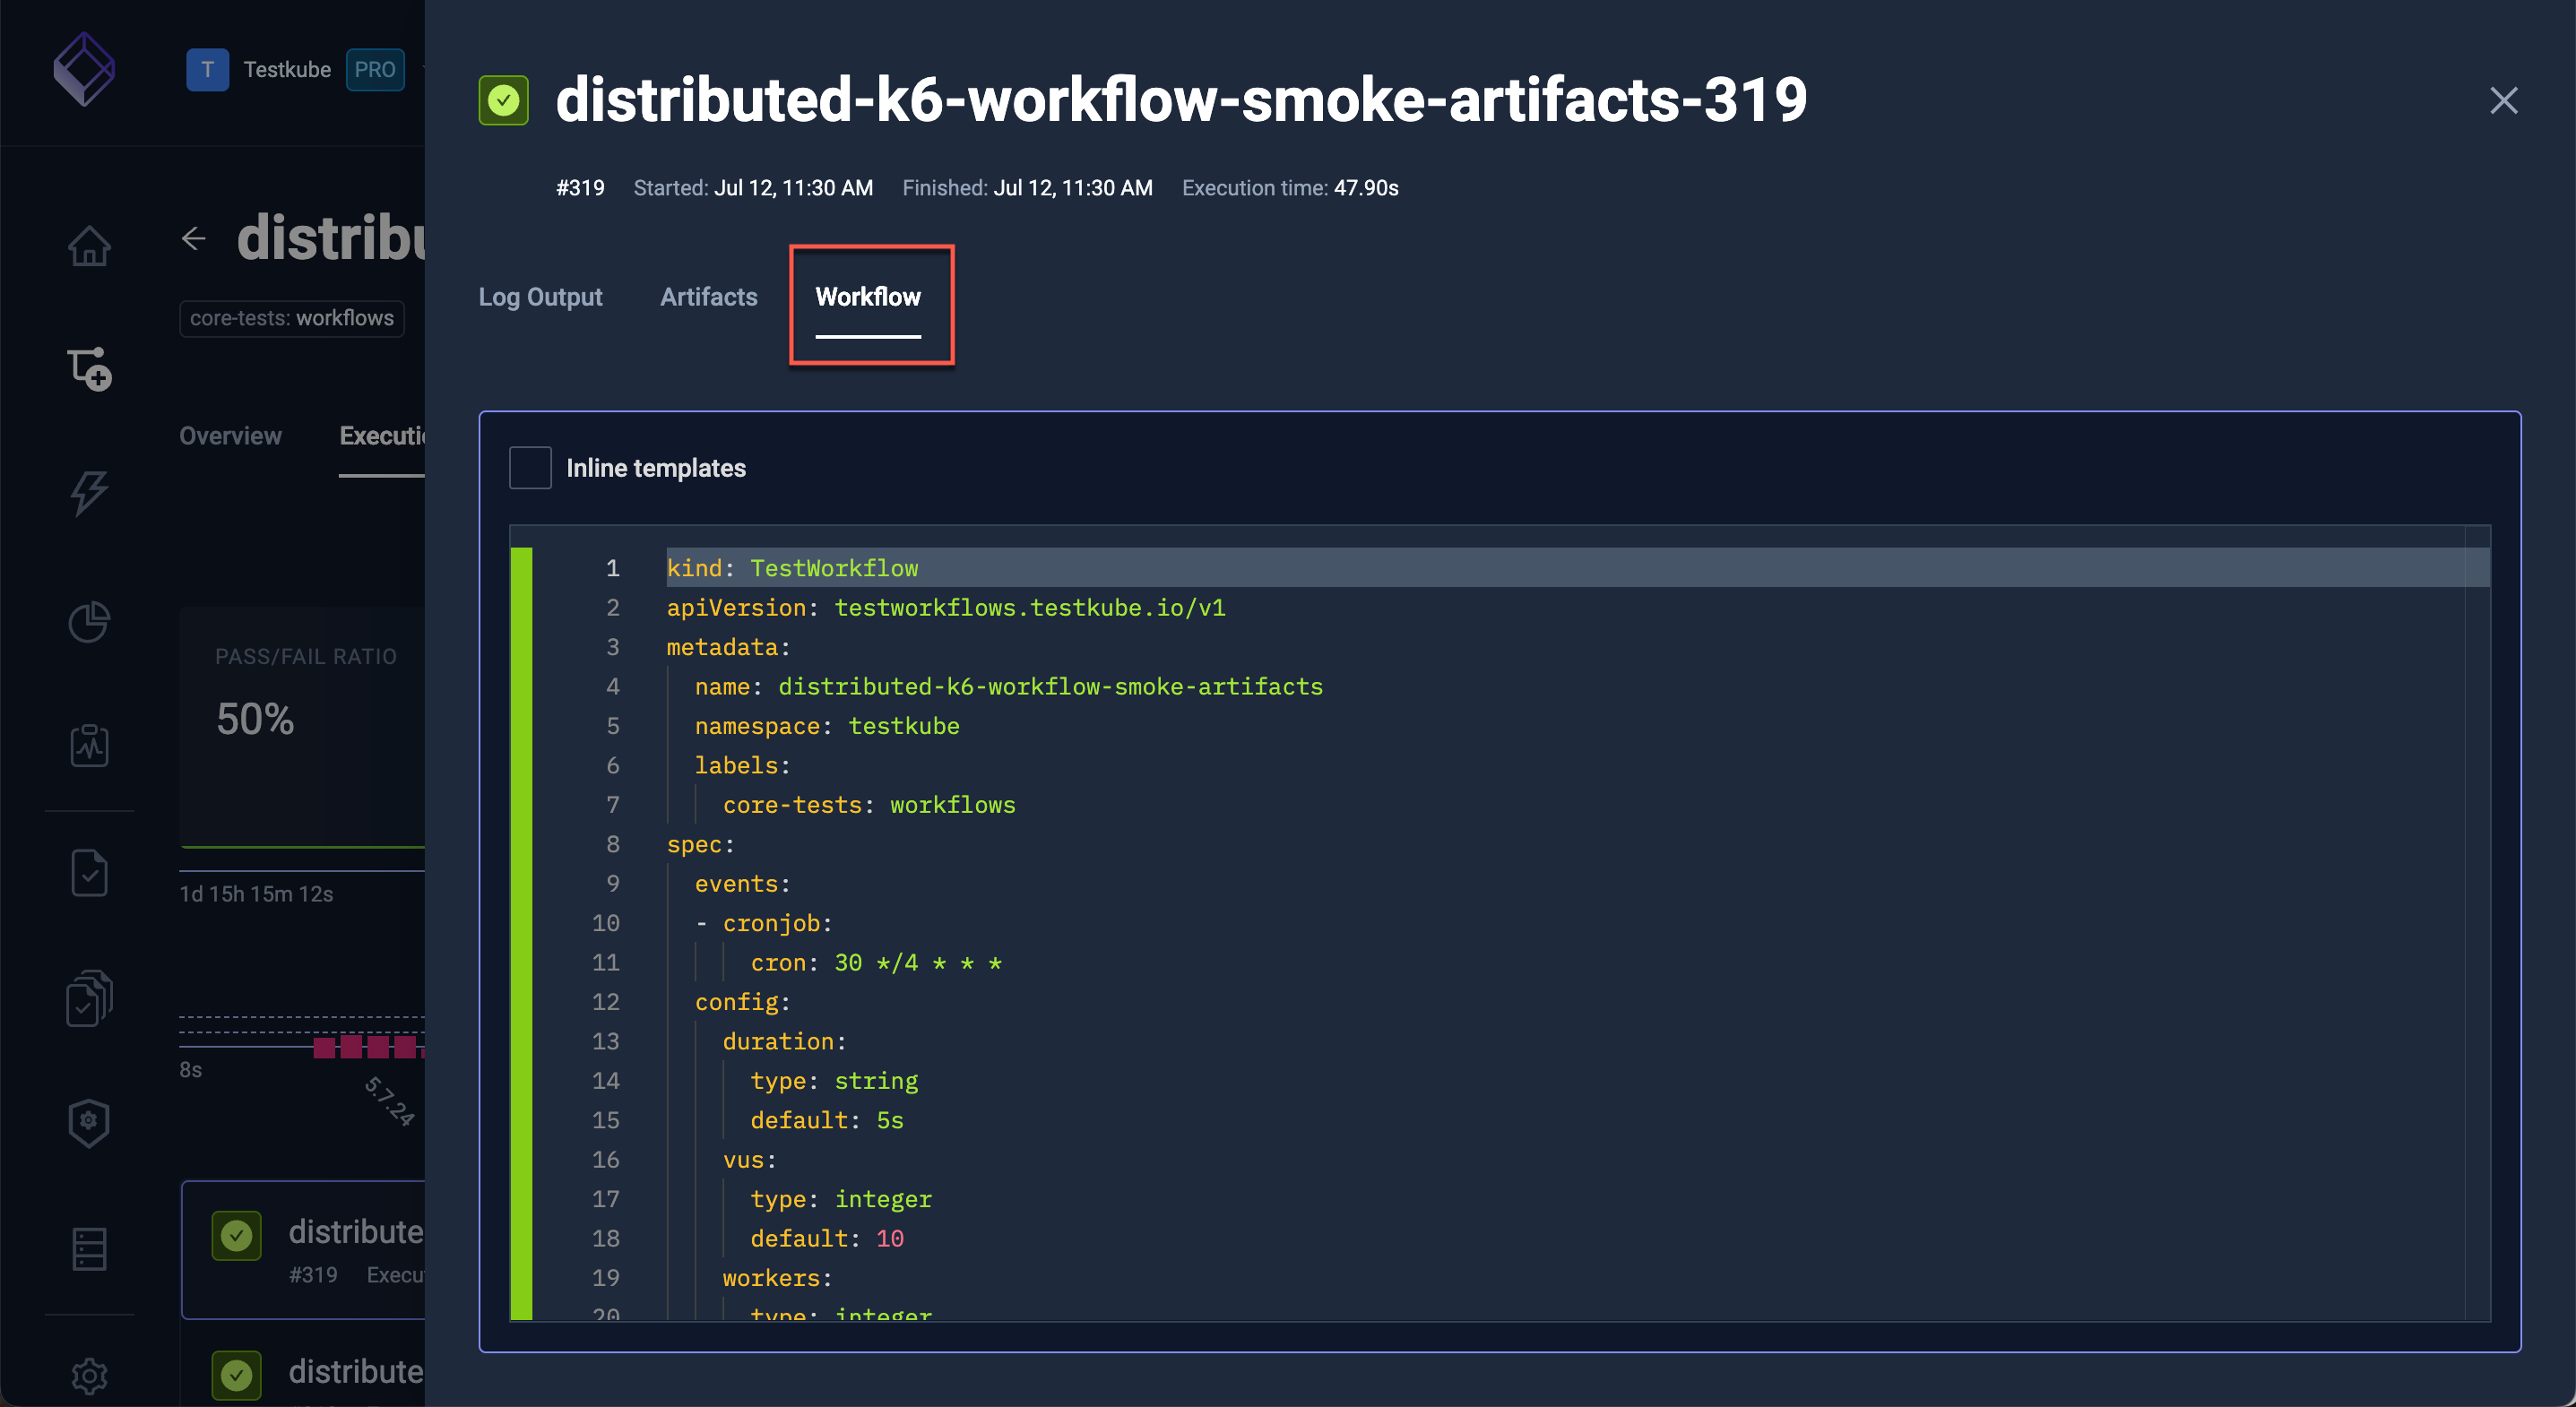 T Testkube PRO
distribu
core-tests: workflows
Overview Executi
PASS/FAIL RATIO
50%
1d 15h 15m 12s
8s
5.7.24
distribute
#319 Execu
distribute
distributed-k6-workflow-smoke-artifacts-319
#319 Started: Jul 12, 11:30 AM Finished: Jul 12, 11:30 AM Execution time: 47.90s
Log Output Artifacts Workflow
Inline templates
1 kind: TestWorkflow
2 apiVersion: testworkflows.testkube.io/v1
3 metadata:
4 name: distributed-k6-workflow-smoke-artifacts
5 namespace: testkube
6 labels:
7 core-tests: workflows
8 spec:
9 events:
10 - cronjob:
11 cron: 30 */4 * * *
12 config:
13 duration:
14 type: string
15 default: 5s
16 vus:
17 type: integer
18 default: 10
19 workers:
20 type: integer